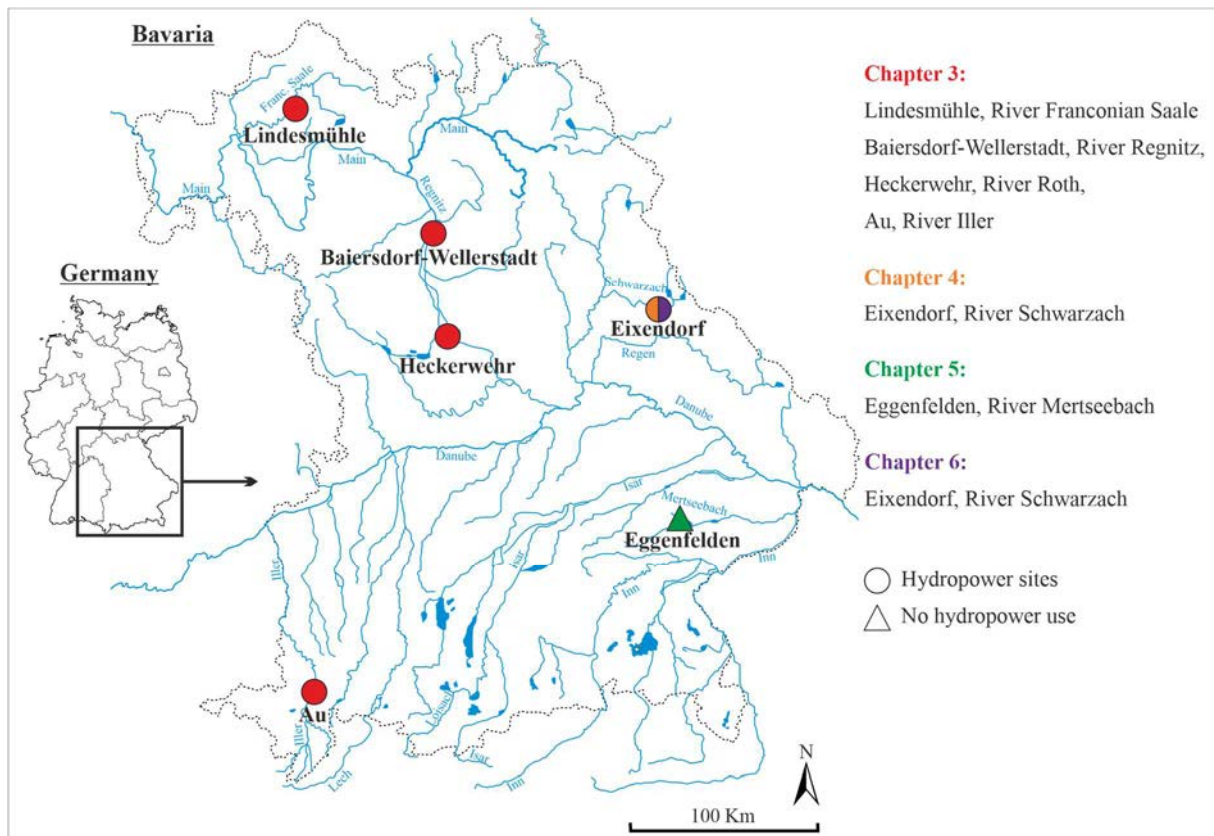 Bavaria
Franc. Saale
Lindesmühle
Main
Main
Main
Regnitz
Baiersdorf-Wellerstadt
Germany
Schwarzach
Eixendorf
Regen
Heckerwehr
Danube
Danube
Isar
Mertseebach
Eggenfelden
Isar
Inn
Inn
Iller
Au
Iller
Lech
Loisach
Isar
Inn
N
100 Km
Chapter 3:
Lindesmühle, River Franconian Saale
Baiersdorf-Wellerstadt, River Regnitz,
Heckerwehr, River Roth,
Au, River Iller
Chapter 4:
Eixendorf, River Schwarzach
Chapter 5:
Eggenfelden, River Mertseebach
Chapter 6:
Eixendorf, River Schwarzach
Hydropower sites
No hydropower use